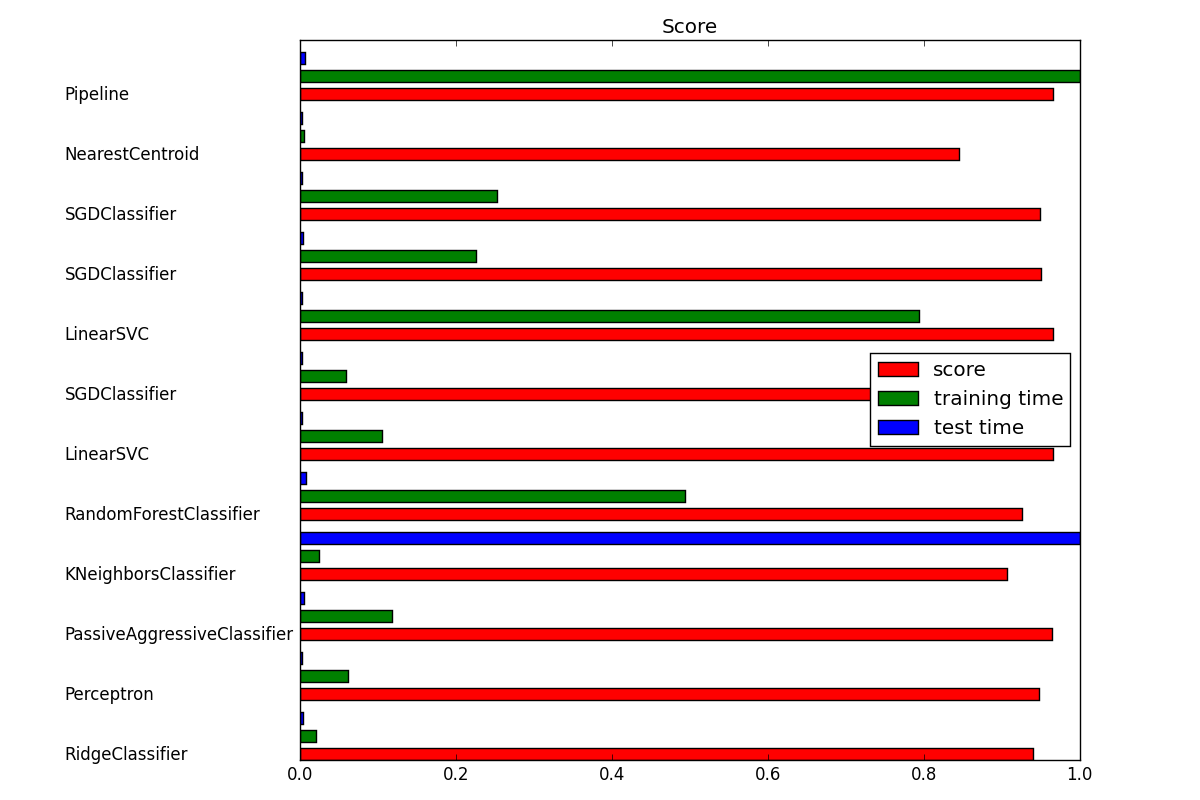 Score
Pipeline
NearestCentroid
SGDClassifier
SGDClassifier
LinearSVC
SGDClassifier
LinearSVC
RandomForestClassifier
KNeighborsClassifier
PassiveAggressiveClassifier
Perceptron
RidgeClassifier
score
training time
test time
0.0 0.2 0.4 0.6 0.8 1.0